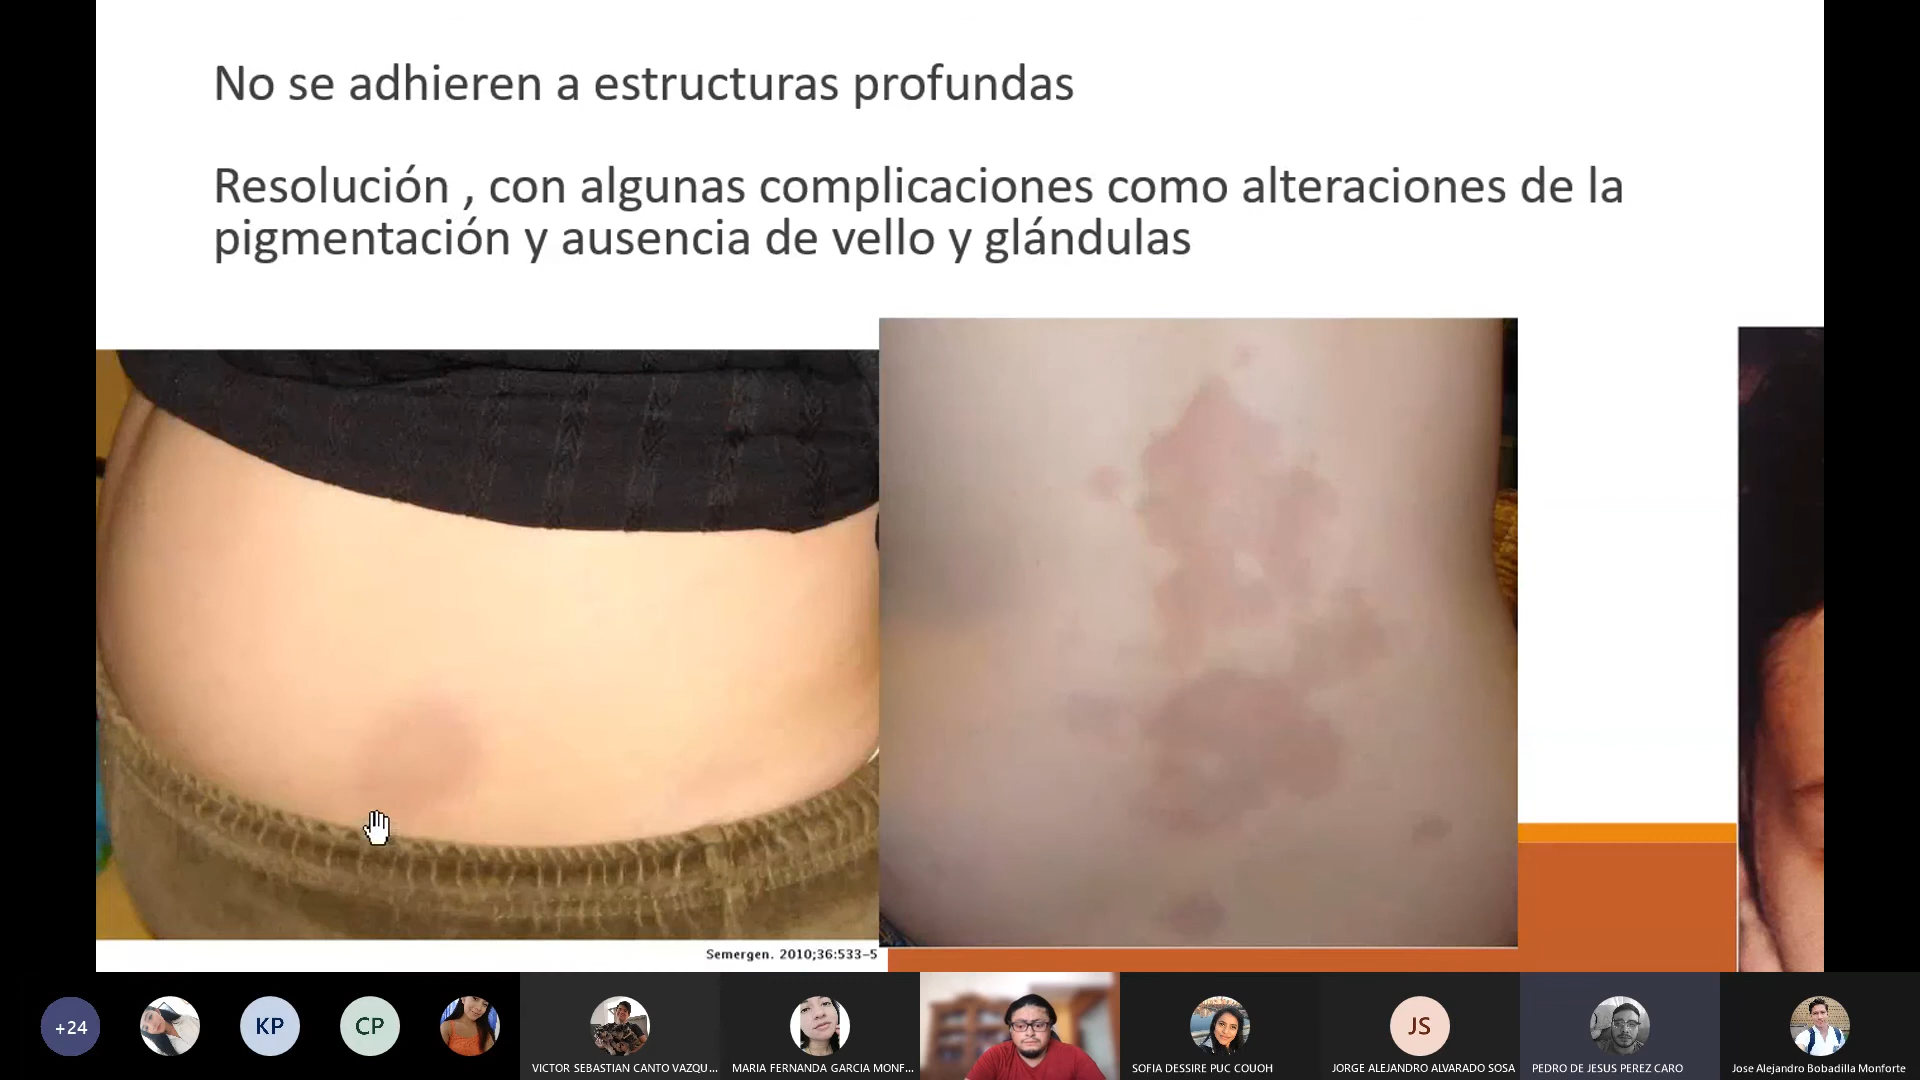 No se adhieren a estructuras profundas
Resolución , con algunas complicaciones como alteraciones de la
pigmentación y ausencia de vello y glándulas
Semergen. 2010;36:533–5
+24
KP
CP
VICTOR SEBASTIAN CANTO VAZQU...
MARIA FERNANDA GARCIA MONF...
SOFIA DESSIRE PUC COUOH
JS
JORGE ALEJANDRO ALVARADO SOSA
PEDRO DE JESUS PEREZ CARO
Jose Alejandro Bobadilla Monforte